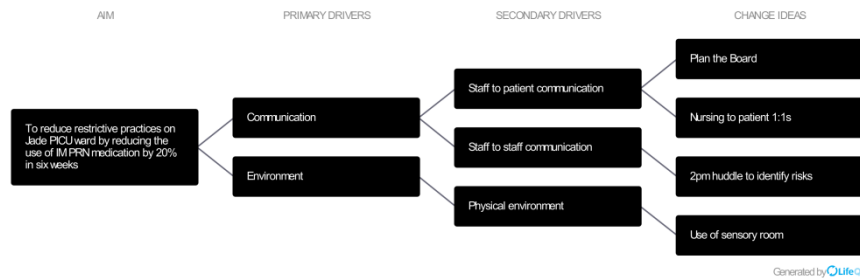 AIM
PRIMARY DRIVERS
SECONDARY DRIVERS
CHANGE IDEAS
To reduce restrictive practices on
Jade PICU ward by reducing the
use of IM PRN medication by 20%
in six weeks
Communication
Environment
Staff to patient communication
Staff to staff communication
Physical environment
Plan the Board
Nursing to patient 1:1s
2pm huddle to identify risks
Use of sensory room
Generated by LifeQ